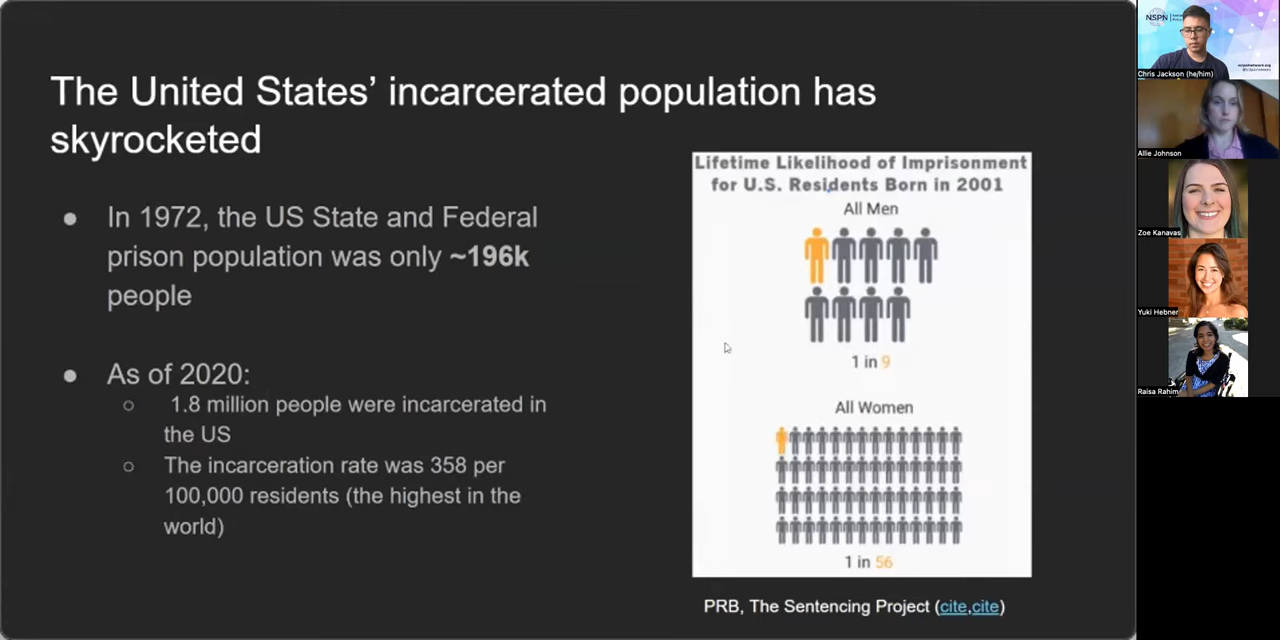 The United States' incarcerated population has
skyrocketed
● In 1972, the US State and Federal
prison population was only ~196k
people
● As of 2020:
○ 1.8 million people were incarcerated in
the US
○ The incarceration rate was 358 per
100,000 residents (the highest in the
world)
Lifetime Likelihood of Imprisonment
for U.S. Residents Born in 2001
All Men
1 in 9
All Women
1 in 56
PRB, The Sentencing Project (cite,cite)
NSPN
Chris Jackson (he/him)
Allie Johnson
Zoe Kanavas
Yuki Hebner
Raisa Rahim